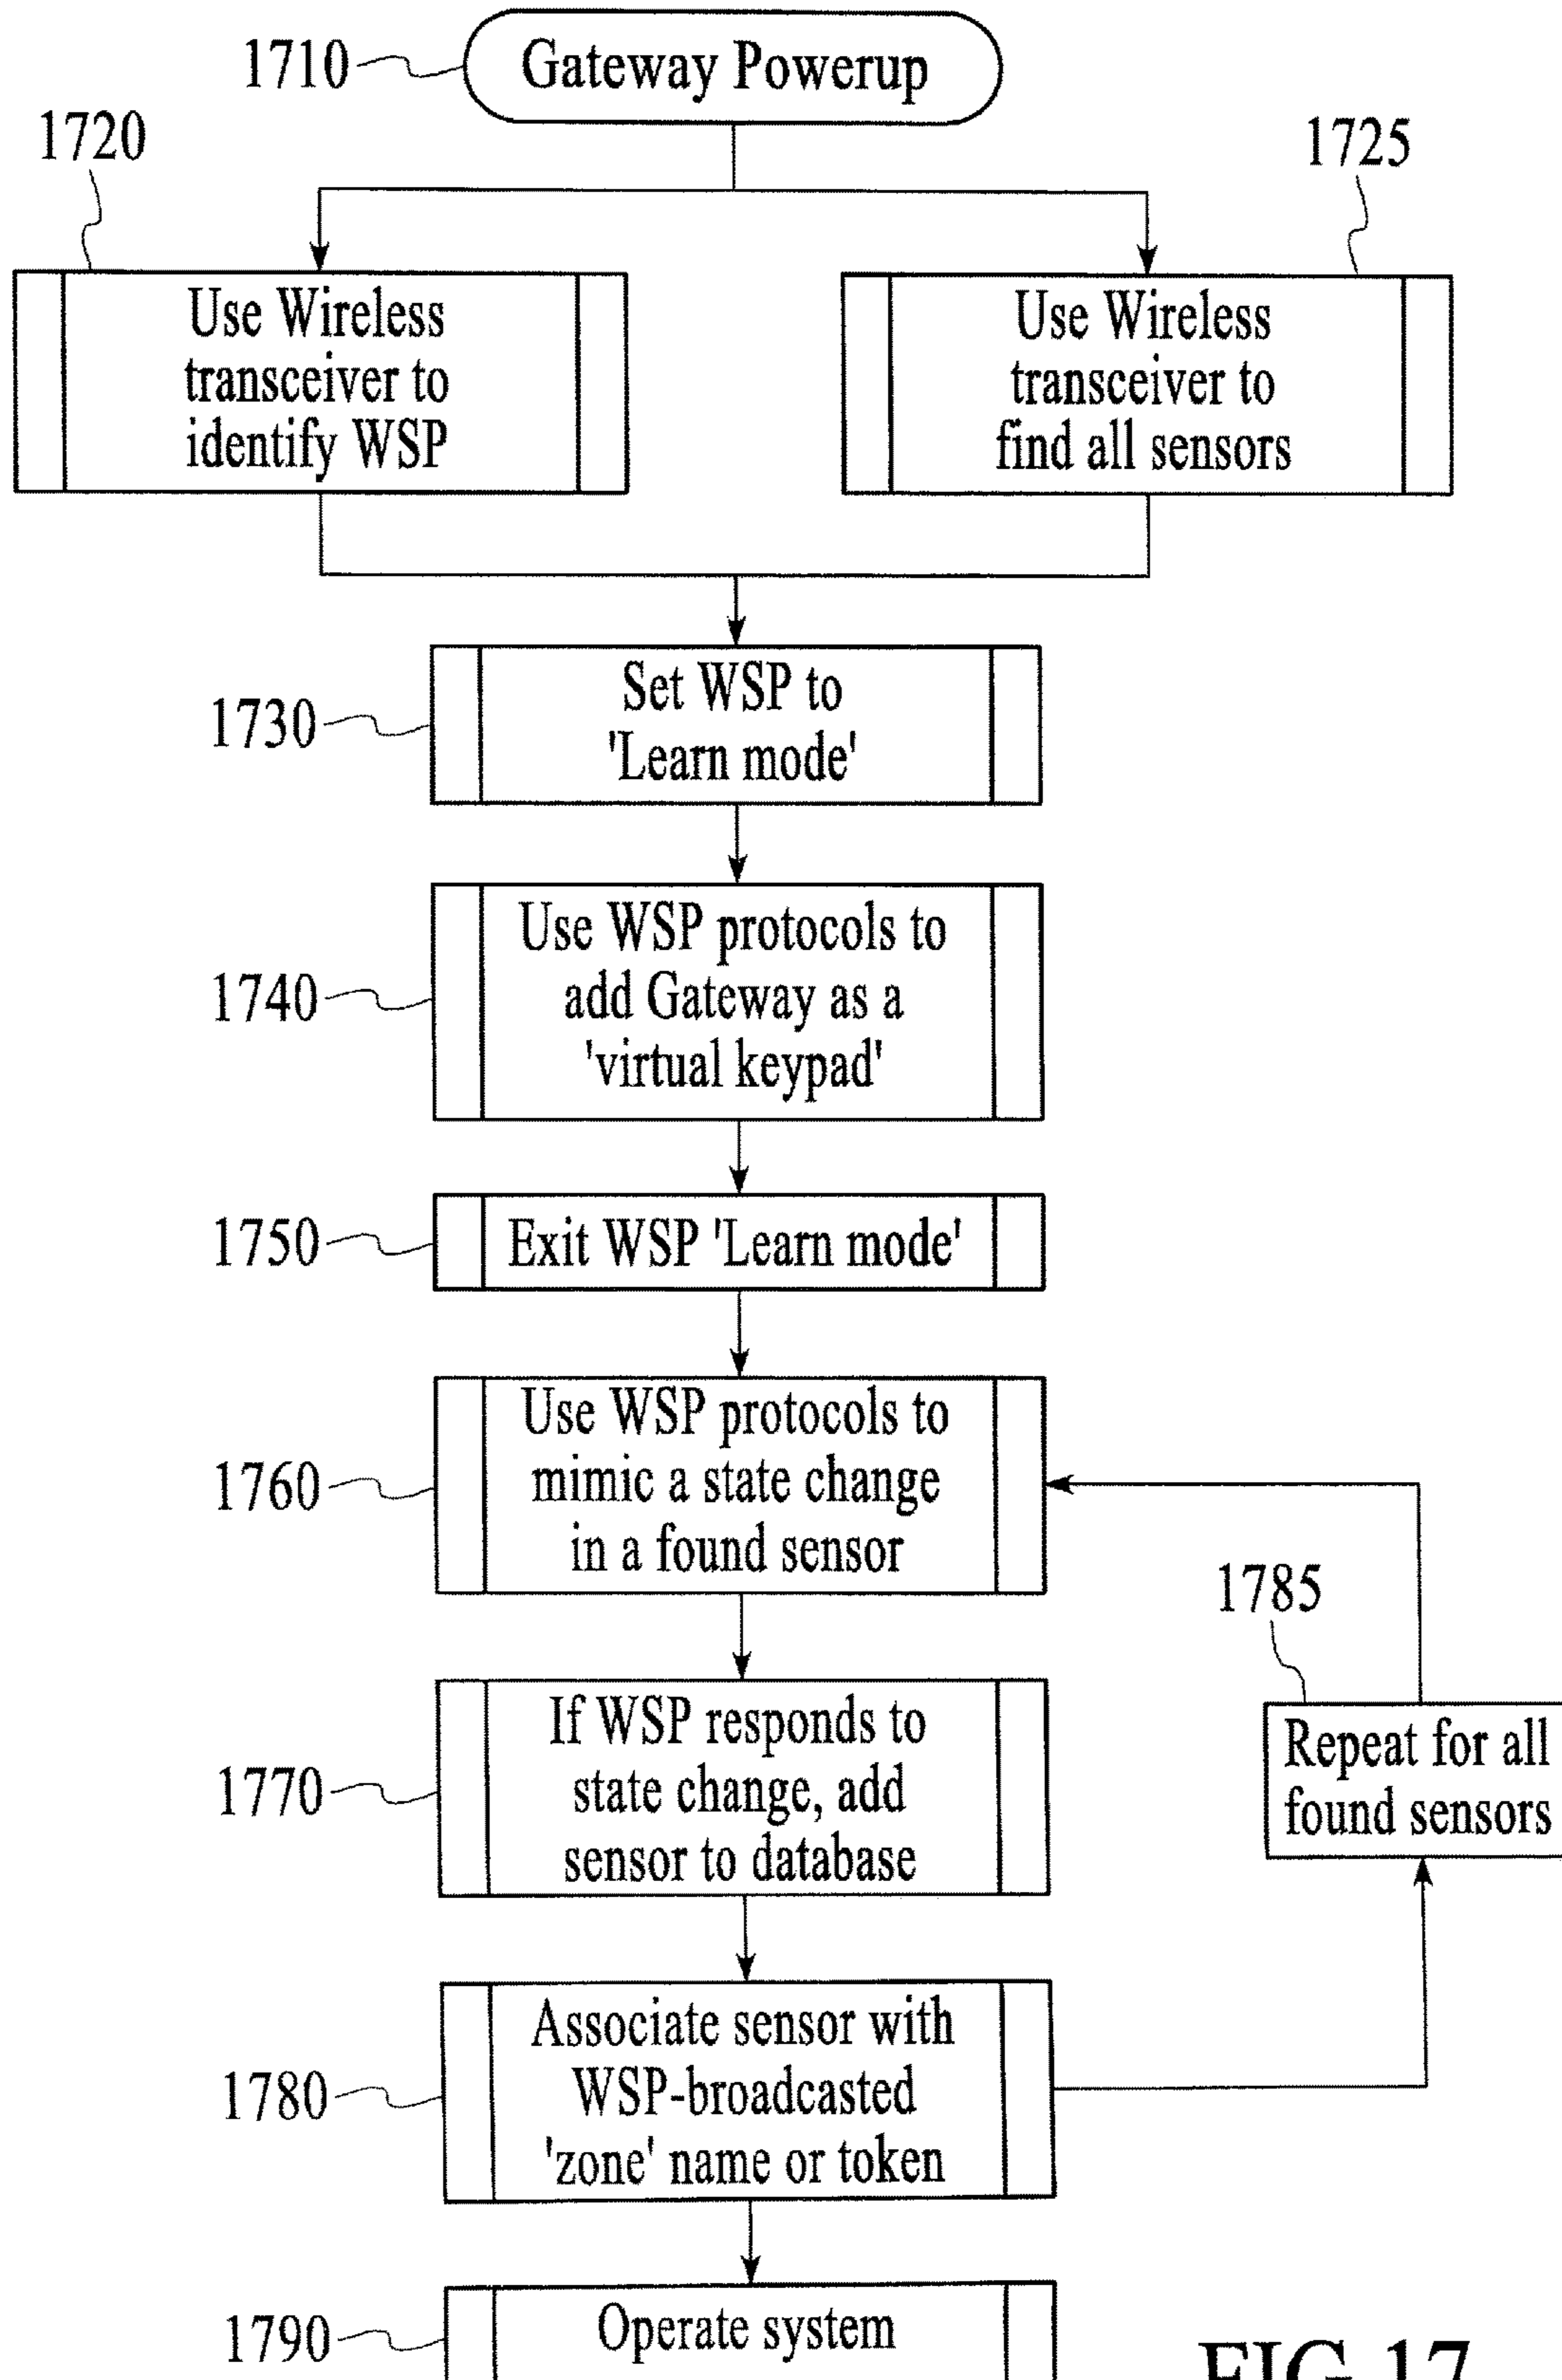 1710
Gateway Powerup
1720
1725
Use Wireless
transceiver to
identify WSP
Use Wireless
transceiver to
find all sensors
1730
Set WSP to
'Learn mode'
1740
Use WSP protocols to
add Gateway as a
'virtual keypad'
1750
Exit WSP 'Learn mode'
1760
Use WSP protocols to
mimic a state change
in a found sensor
1785
Repeat for all
found sensors
1770
If WSP responds to
state change, add
sensor to database
1780
Associate sensor with
WSP-broadcasted
'zone' name or token
1790
Operate system
FIG 17